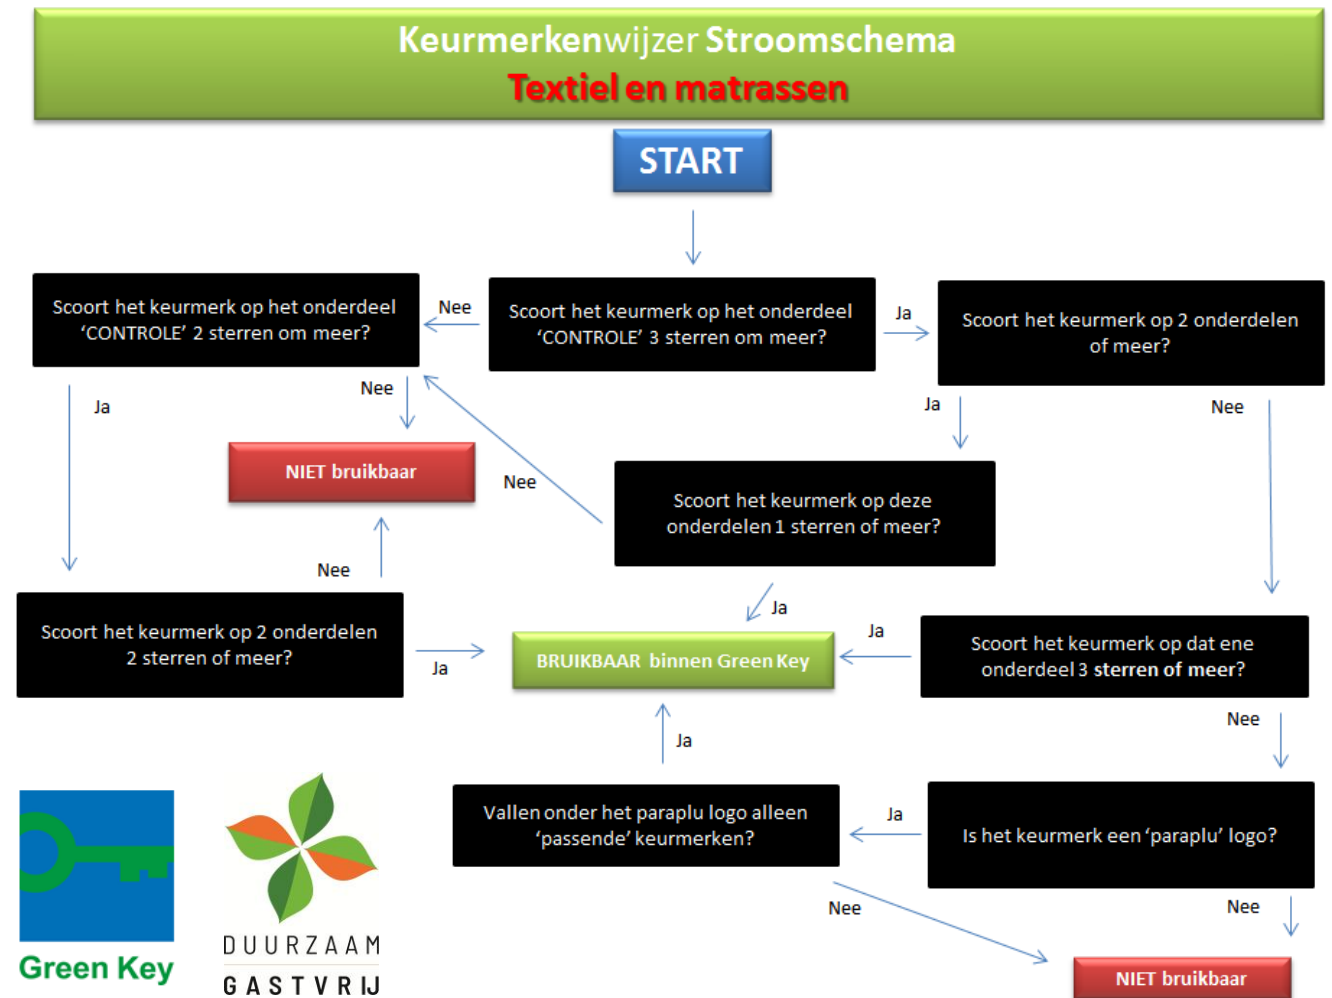 Keurmerkenwijzer Stroomschema
Textiel en matrassen
START
Scoort het keurmerk op het onderdeel
‘CONTROLE’ 2 sterren om meer?
Nee
Scoort het keurmerk op het onderdeel
‘CONTROLE’ 3 sterren om meer?
Ja
Scoort het keurmerk op 2 onderdelen
of meer?
Ja
Nee
Ja
Nee
NIET bruikbaar
Nee
Scoort het keurmerk op deze
onderdelen 1 sterren of meer?
Nee
Ja
Scoort het keurmerk op 2 onderdelen
2 sterren of meer?
Ja
BRUIKBAAR binnen Green Key
Ja
Scoort het keurmerk op dat ene
onderdeel 3 sterren of meer?
Nee
Ja
Vallen onder het paraplu logo alleen
‘passende’ keurmerken?
Ja
Is het keurmerk een ‘paraplu’ logo?
Nee
Nee
NIET bruikbaar
Green Key
DUURZAAM
GASTVRIJ